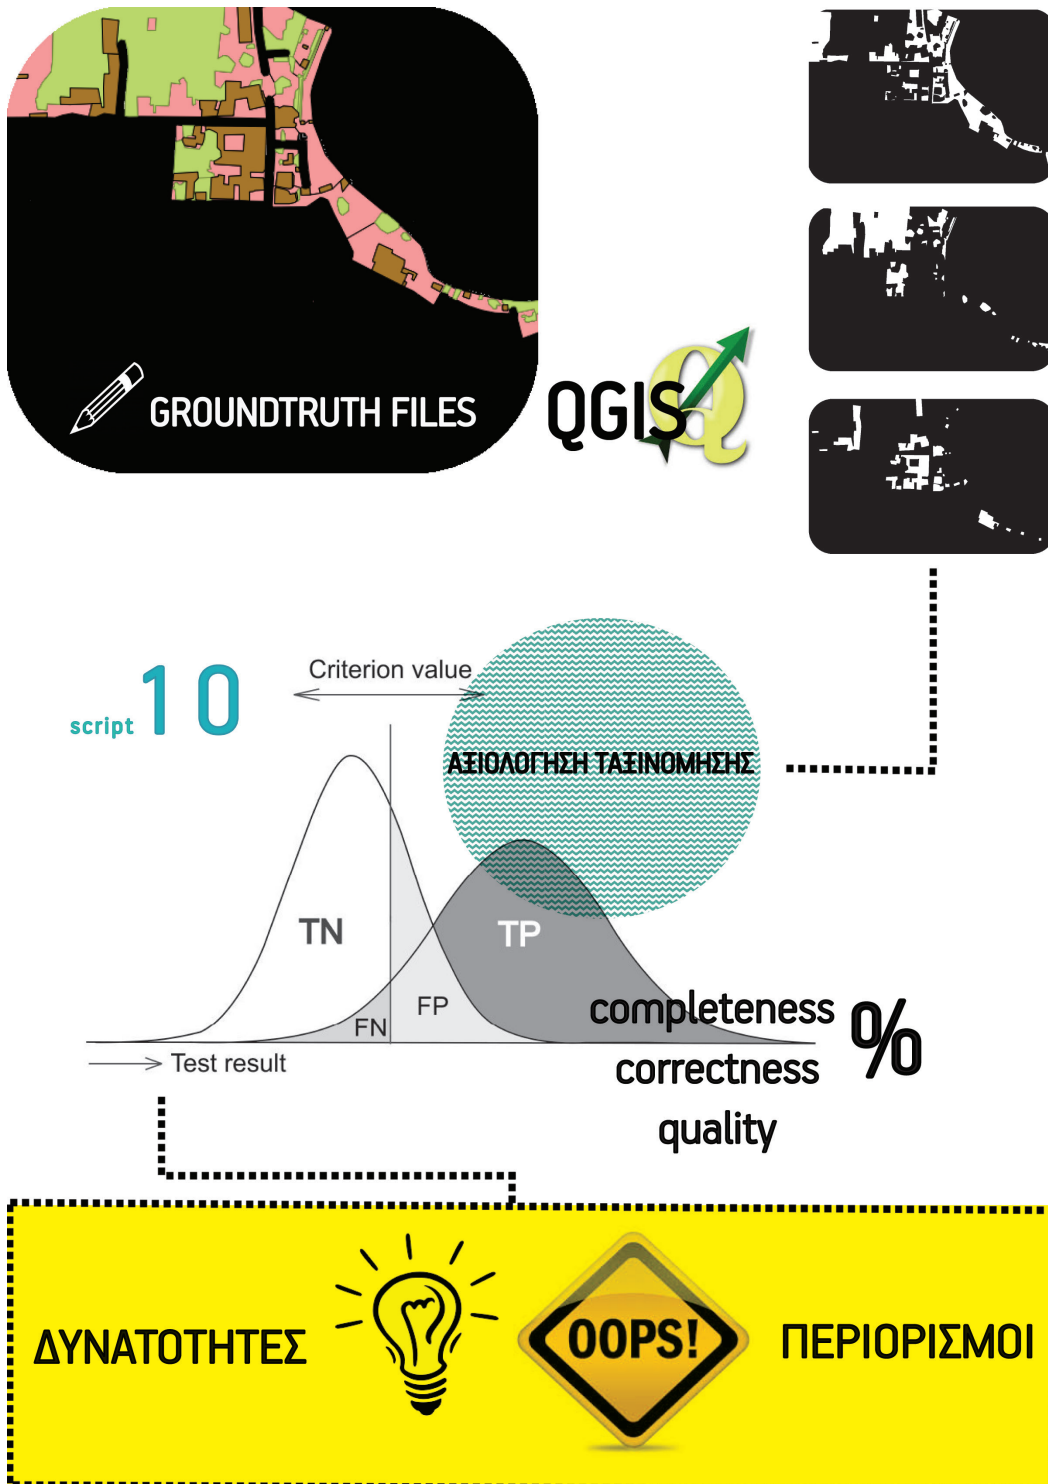 GROUNDTRUTH FILES
QGIS
script 10
Criterion value
ΑΞΙΟΛΟΓΗΣΗ ΤΑΞΙΝΟΜΗΣΗΣ
TN
TP
FN
FP
Test result
completeness
correctness
quality
%
ΔΥΝΑΤΟΤΗΤΕΣ
OOPS!
ΠΕΡΙΟΡΙΣΜΟΙ